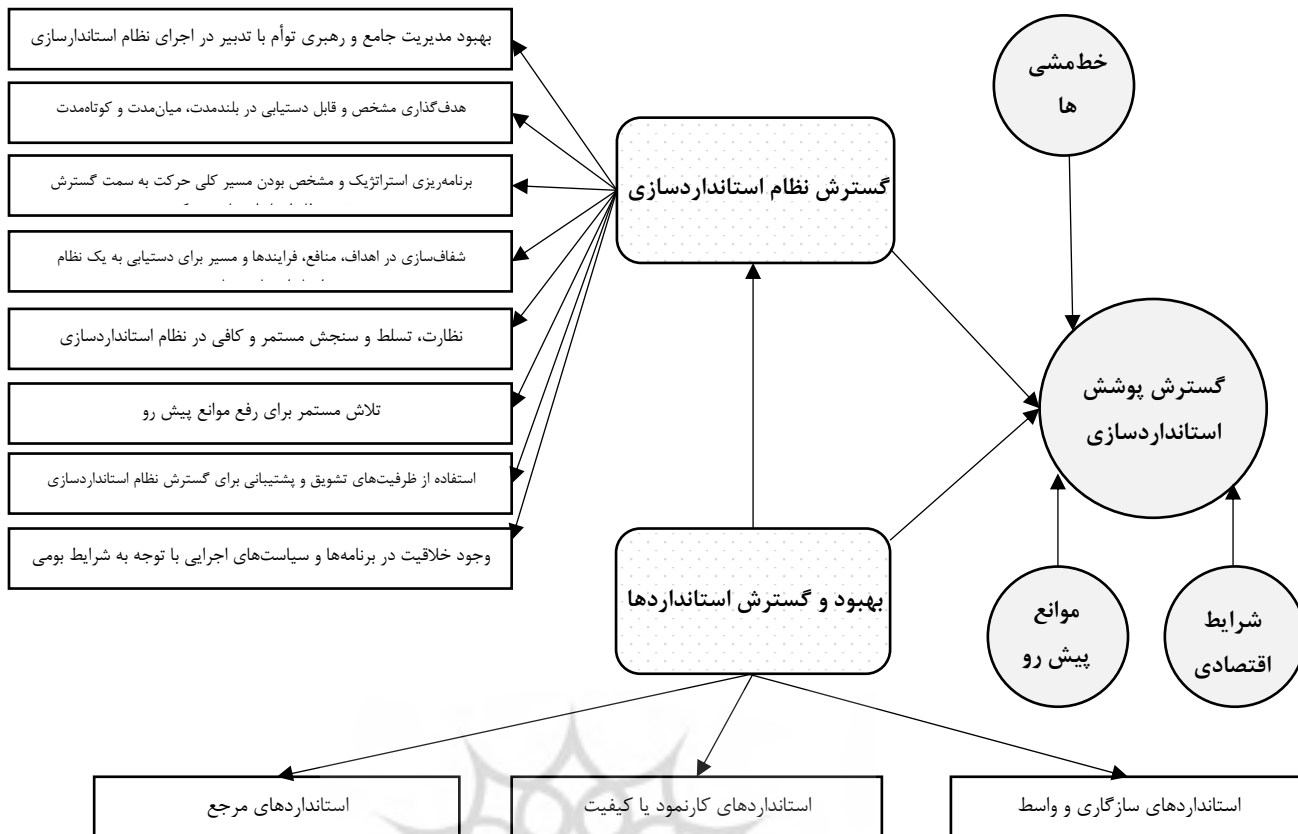 بهبود مدیریت جامع و رهبری توأم با تدبیر در اجرای نظام استاندارسازی
هدف‌گذاری مشخص و قابل دستیابی در بلندمدت، میان‌مدت و کوتاه‌مدت
برنامه‌ریزی استراتژیک و مشخص بودن مسیر کلی حرکت به سمت گسترش
شفاف‌سازی در اهداف، منافع، فرایندها و مسیر برای دستیابی به یک نظام
نظارت، تسلط و سنجش مستمر و کافی در نظام استانداردسازی
تلاش مستمر برای رفع موانع پیش رو
استفاده از ظرفیت‌های تشویق و پشتیبانی برای گسترش نظام استانداردسازی
وجود خلاقیت در برنامه‌ها و سیاست‌های اجرایی با توجه به شرایط بومی
گسترش نظام استانداردسازی
بهبود و گسترش استانداردها
خط‌مشی
ها
گسترش پوشش
استانداردسازی
شرایط
اقتصادی
موانع
پیش رو
استانداردهای سازگاری و واسط
استانداردهای کارنمود یا کیفیت
استانداردهای مرجع